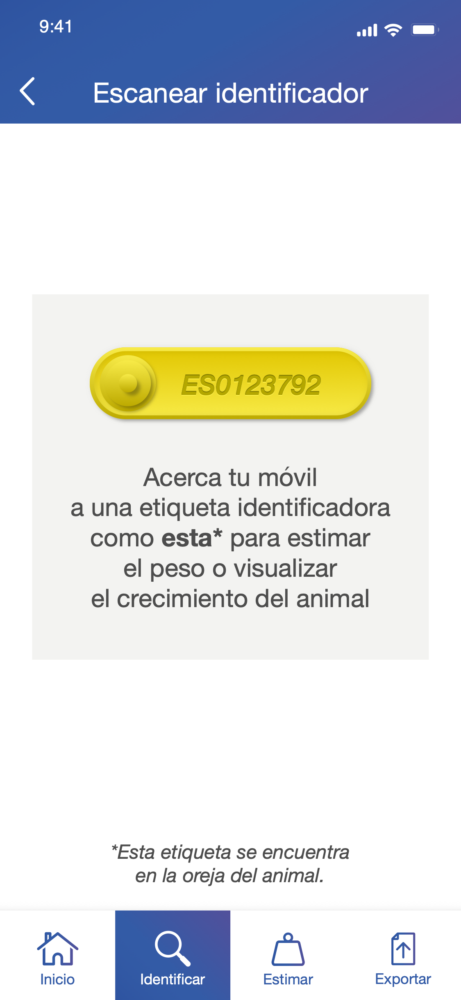 9:41
Escanear identificador
ES0123792
Acerca tu móvil
a una etiqueta identificadora
como esta* para estimar
el peso o visualizar
el crecimiento del animal
*Esta etiqueta se encuentra
en la oreja del animal.
Inicio
Identificar
Estimar
Exportar